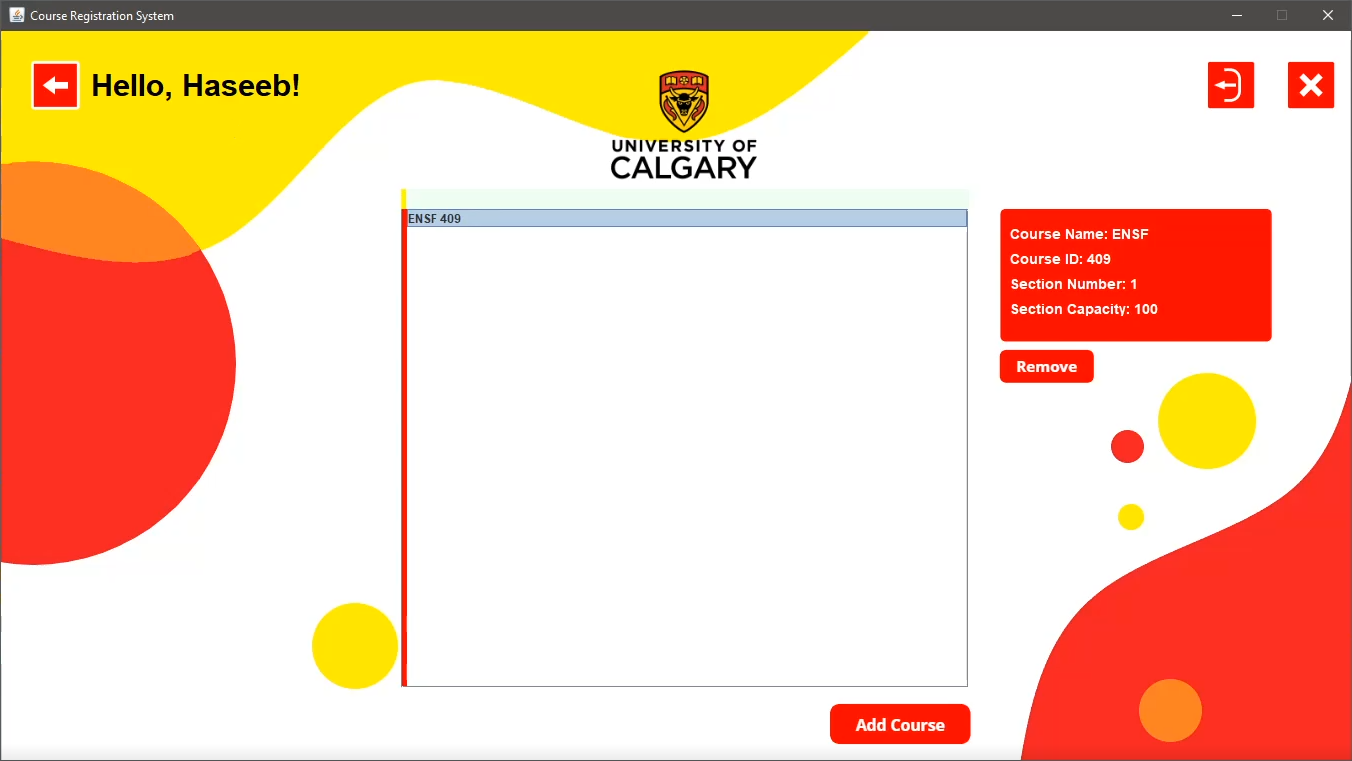 Course Registration System
Hello, Haseeb!
UNIVERSITY OF
CALGARY
ENSF 409
Course Name: ENSF
Course ID: 409
Section Number: 1
Section Capacity: 100
Remove
Add Course